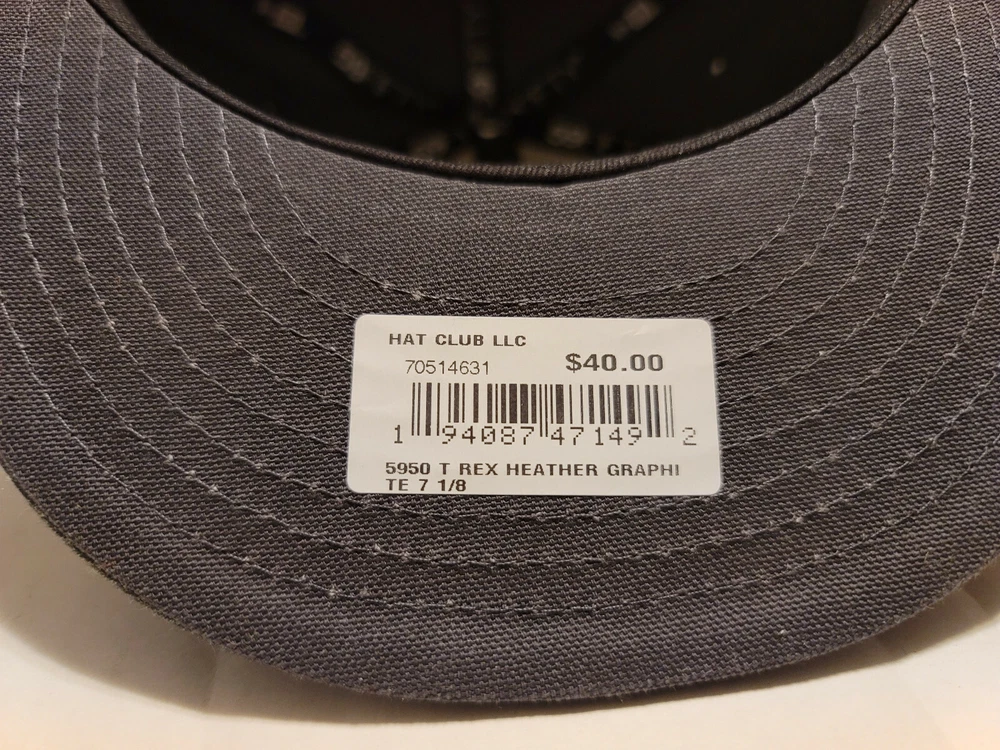 HAT CLUB LLC
70514631 $40.00
1 94087 47149 2
5950 T REX HEATHER GRAPHI
TE 7 1/8